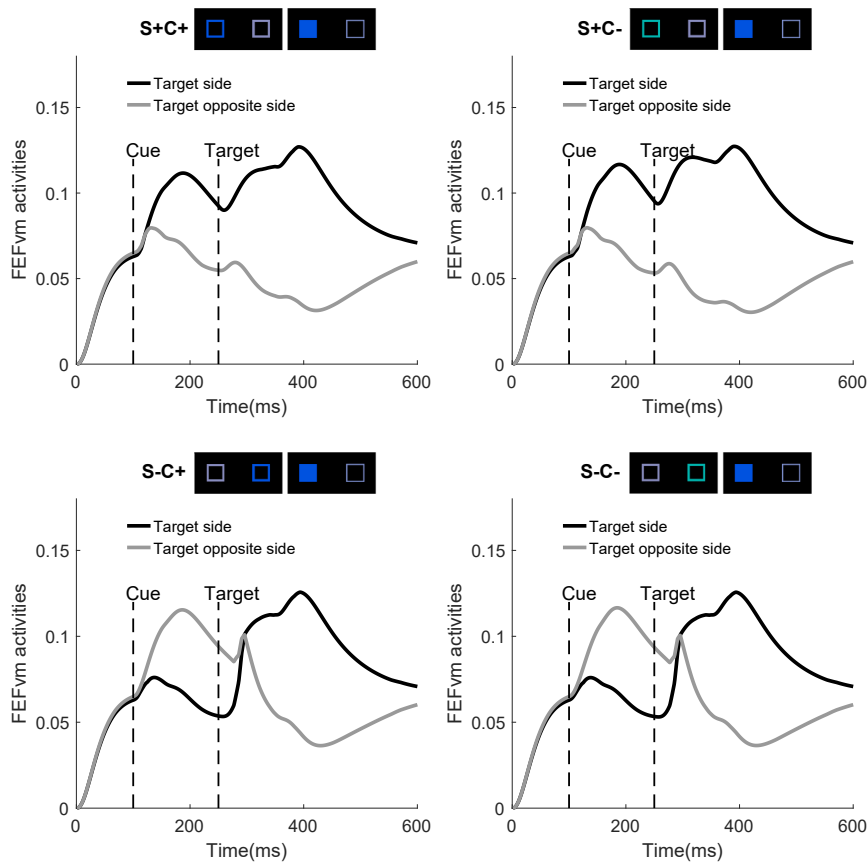 S+C+
Target side
Target opposite side
Cue
Target
FEFvm activities
0.15
0.1
0.05
0
0
200
400
600
Time(ms)
S+C-
Target side
Target opposite side
Cue
Target
FEFvm activities
0.15
0.1
0.05
0
0
200
400
600
Time(ms)
S-C+
Target side
Target opposite side
Cue
Target
FEFvm activities
0.15
0.1
0.05
0
0
200
400
600
Time(ms)
S-C-
Target side
Target opposite side
Cue
Target
FEFvm activities
0.15
0.1
0.05
0
0
200
400
600
Time(ms)